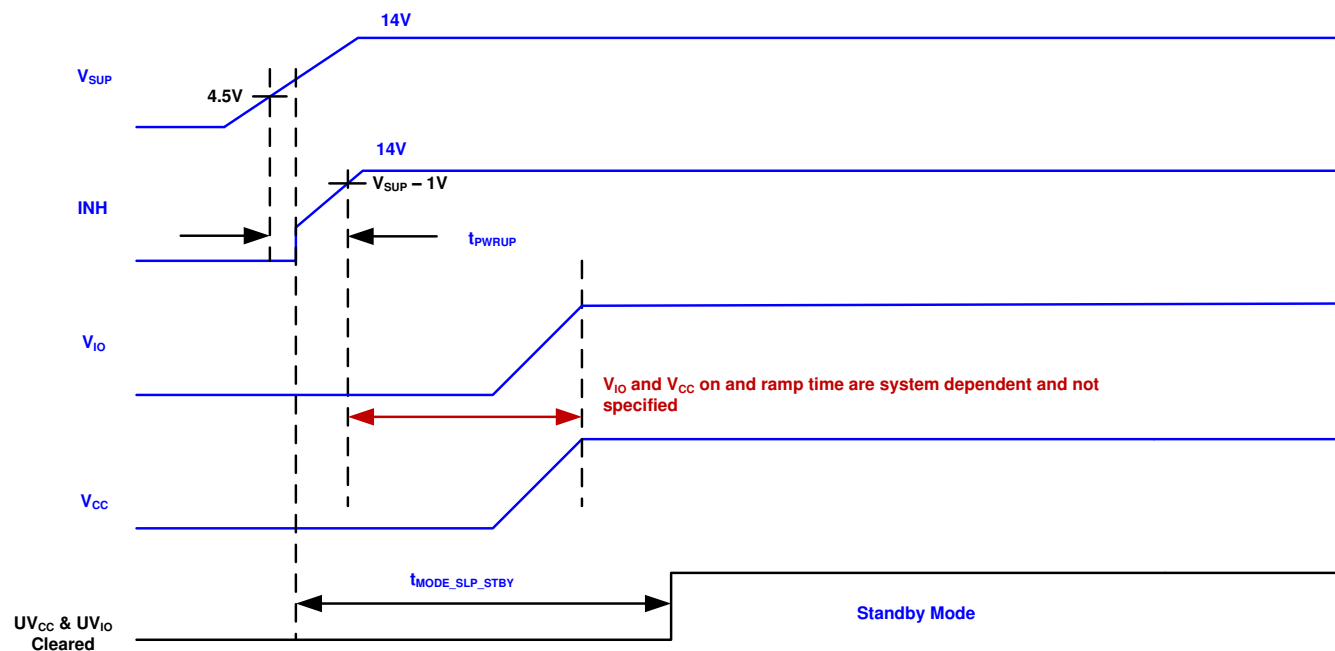 14V
VSUP
4.5V
14V
VSUP – 1V
INH
tPWRUP
VIO
VIO and VCC on and ramp time are system dependent and not
specified
VCC
tMODE_SLP_STBY
Standby Mode
UVCC & UVIO
Cleared